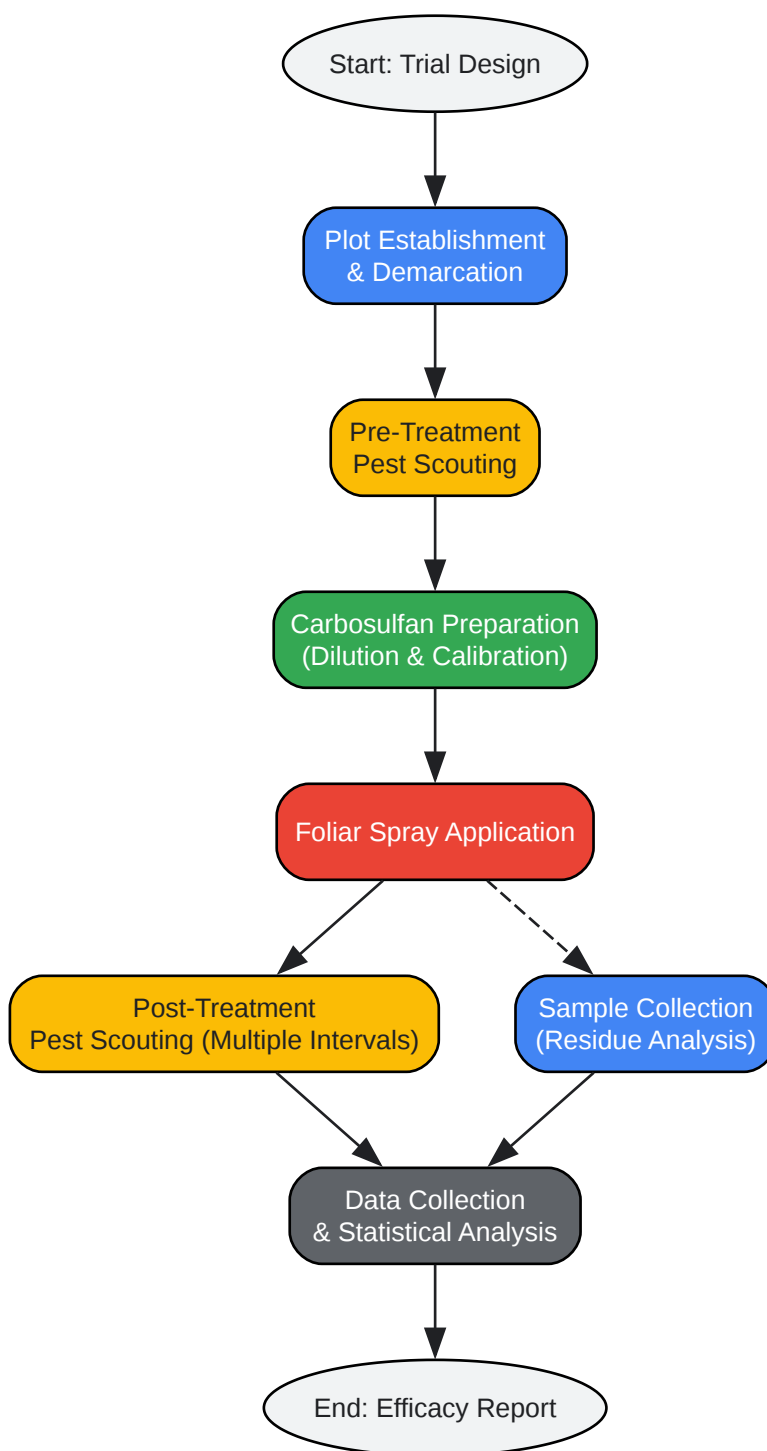 Start: Trial Design
Plot Establishment
& Demarcation
Pre-Treatment
Pest Scouting
Carbosulfan Preparation
(Dilution & Calibration)
Foliar Spray Application
Post-Treatment
Pest Scouting (Multiple Intervals)
Sample Collection
(Residue Analysis)
Data Collection
& Statistical Analysis
End: Efficacy Report